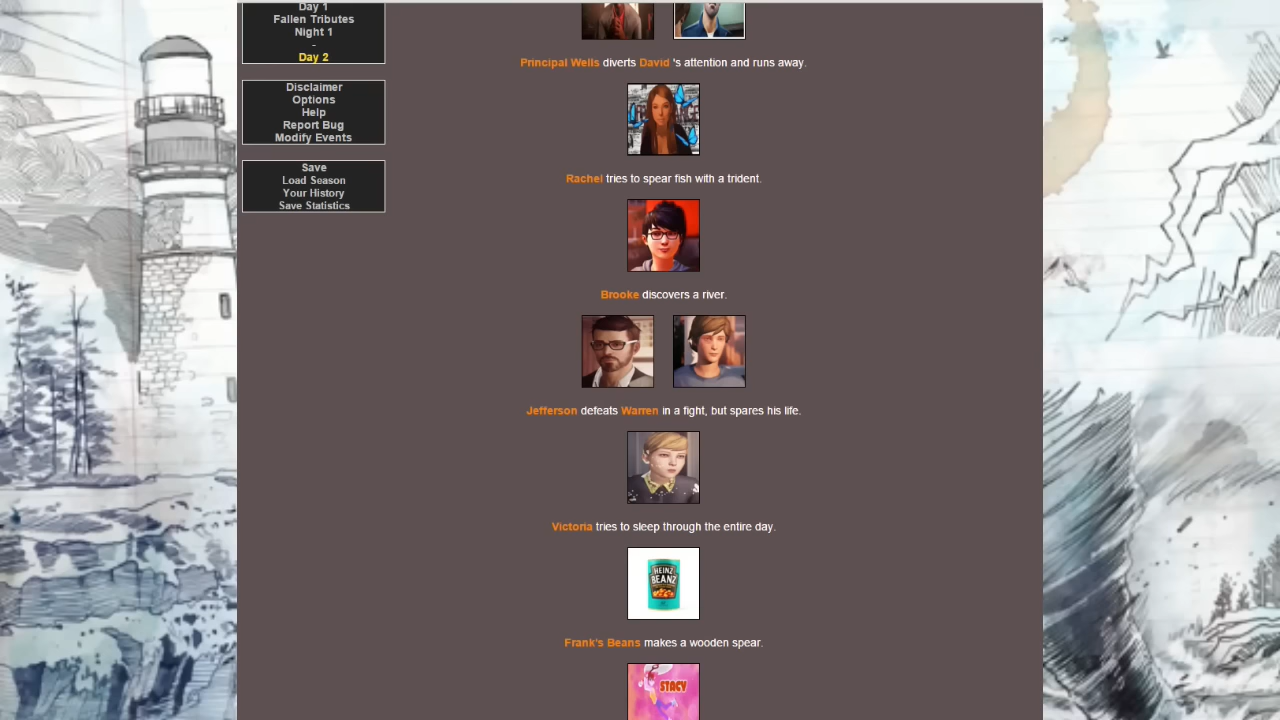 Day 1
Fallen Tributes
Night 1
-
Day 2
Disclaimer
Options
Help
Report Bug
Modify Events
Save
Load Season
Your History
Save Statistics
Principal Wells diverts David 's attention and runs away.
Rachel tries to spear fish with a trident.
Brooke discovers a river.
Jefferson defeats Warren in a fight, but spares his life.
Victoria tries to sleep through the entire day.
HEINZ
BEANZ
Frank's Beans makes a wooden spear.
STACY